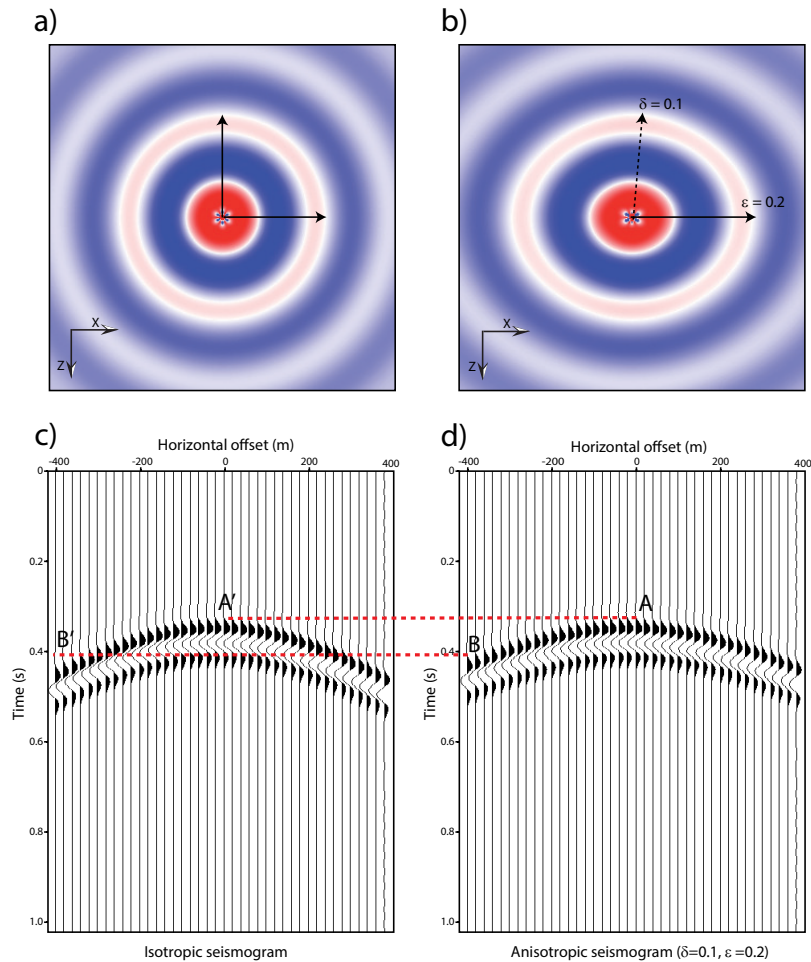 a)
b)
δ = 0.1
ε = 0.2
X
Z
X
Z
c)
d)
Horizontal offset (m)
Horizontal offset (m)
-400 -200 0 200 400
-400 -200 0 200 400
0
0
0.2
0.2
A′
A
B′
B
0.4
0.4
Time (s)
Time (s)
0.6
0.6
0.8
0.8
1.0
1.0
Isotropic seismogram
Anisotropic seismogram (δ=0.1, ε =0.2)